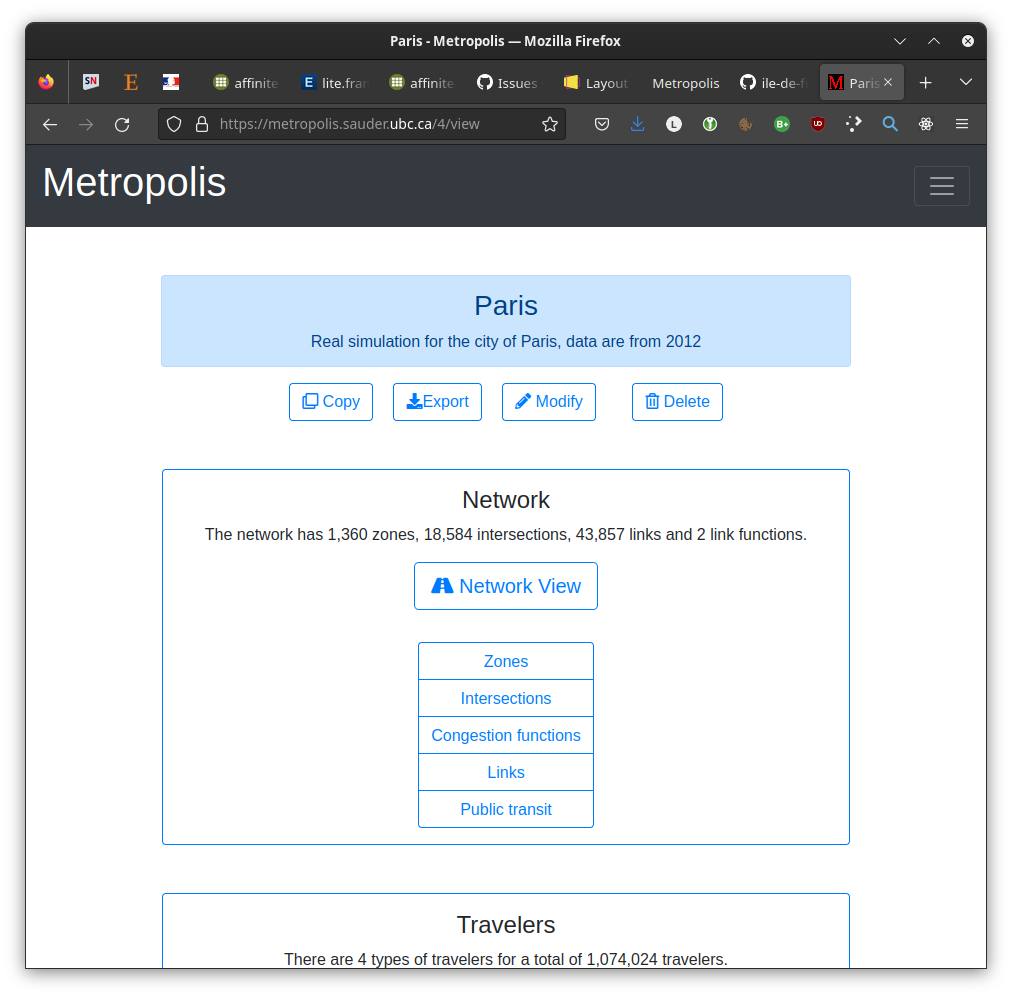 Paris - Metropolis — Mozilla Firefox
SN E affinite E lite.fran affinite Issues Layout Metropolis ile-de-f M Paris
https://metropolis.sauder.ubc.ca/4/view L B+ UD
Metropolis
Paris
Real simulation for the city of Paris, data are from 2012
Copy Export Modify Delete
Network
The network has 1,360 zones, 18,584 intersections, 43,857 links and 2 link functions.
Network View
Zones
Intersections
Congestion functions
Links
Public transit
Travelers
There are 4 types of travelers for a total of 1,074,024 travelers.